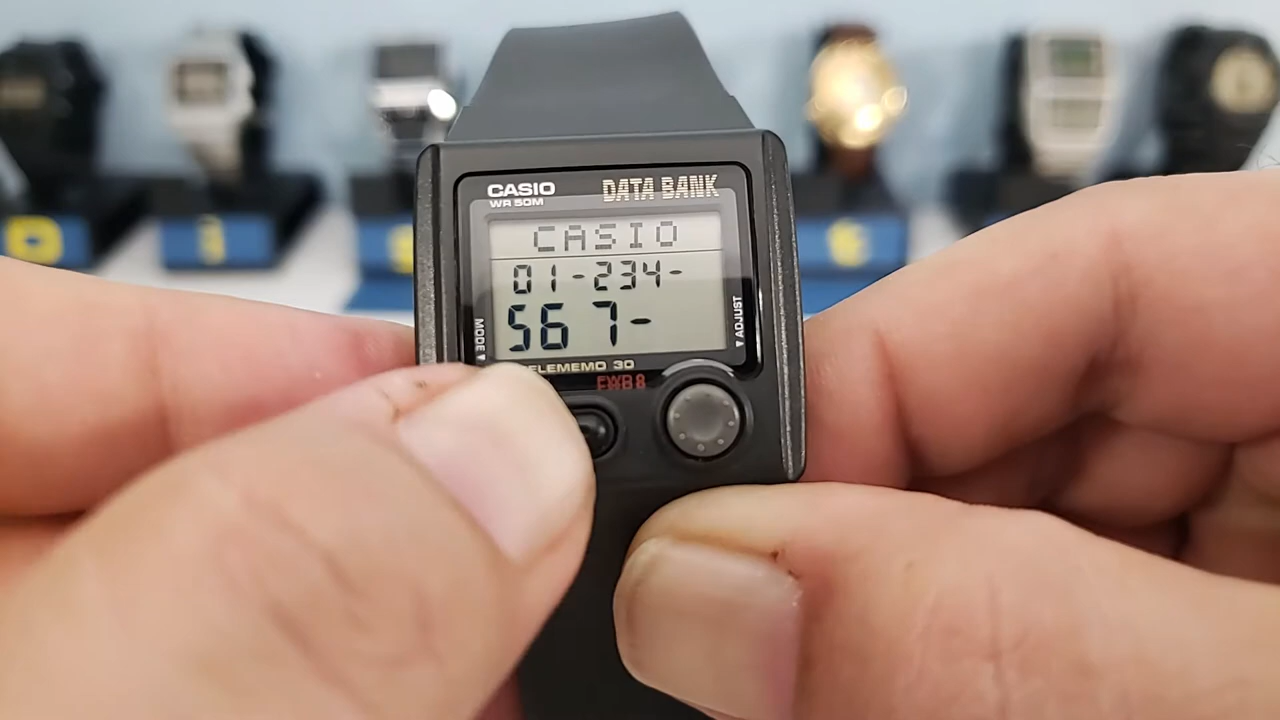 CASIO
WR 50M
DATA BANK
CASIO
01-234-
567-
MODE ▼
▼ ADJUST
ELEMEMO 30